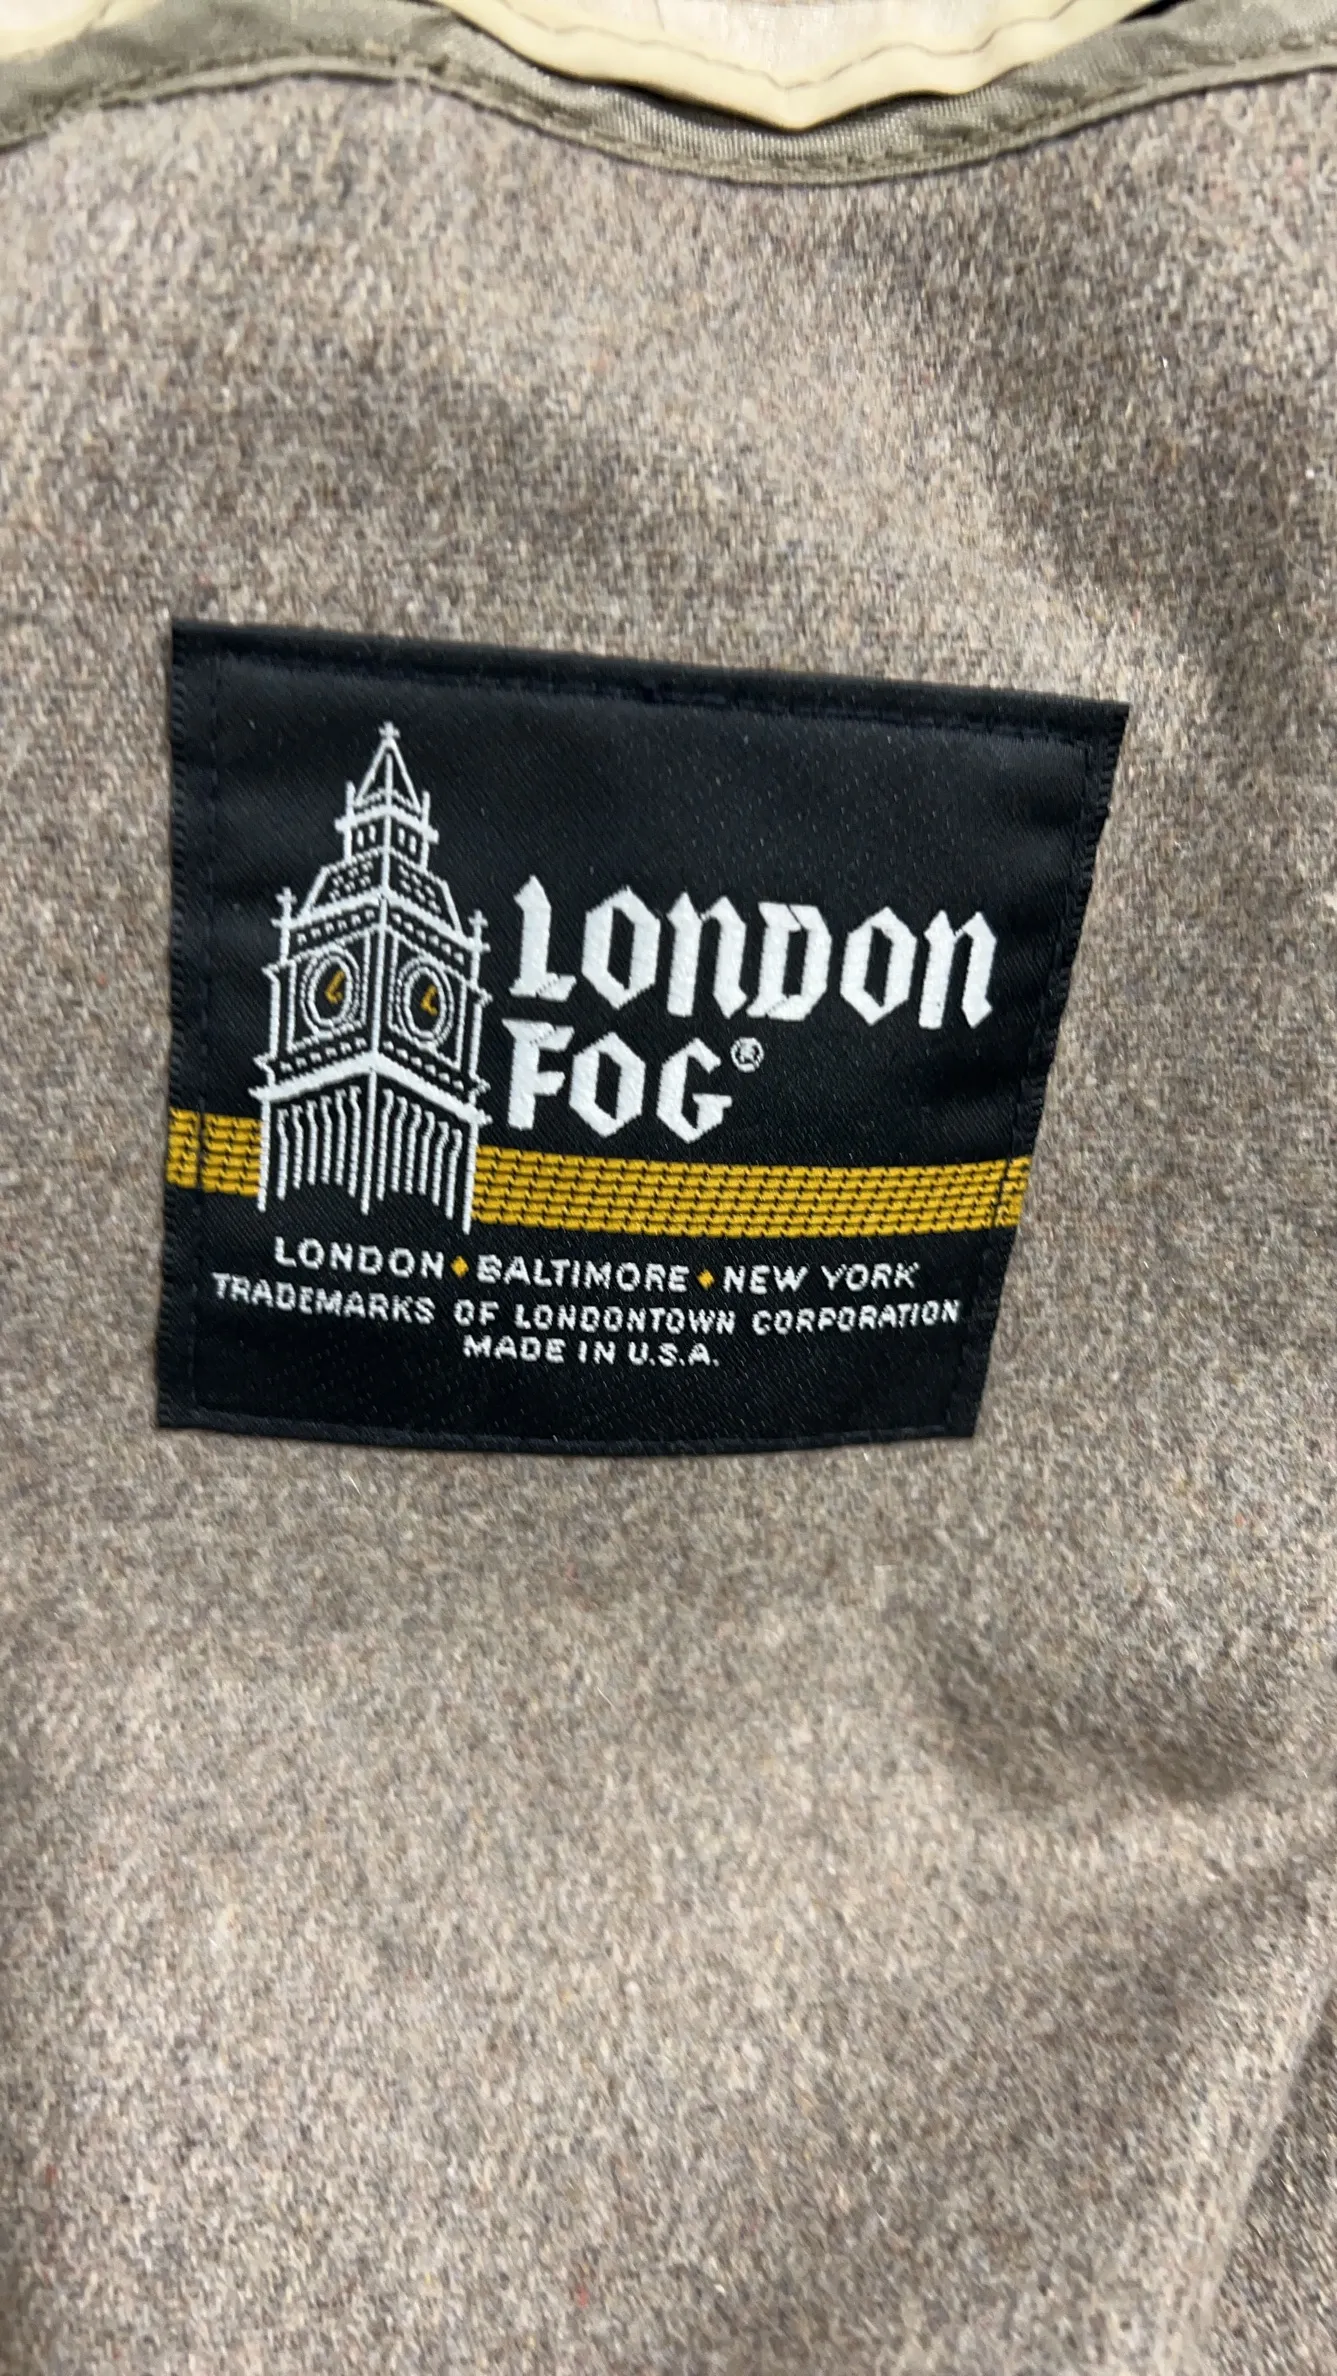 LONDON
FOG®
LONDON ♦ BALTIMORE ♦ NEW YORK
TRADEMARKS OF LONDONTOWN CORPORATION
MADE IN U.S.A.